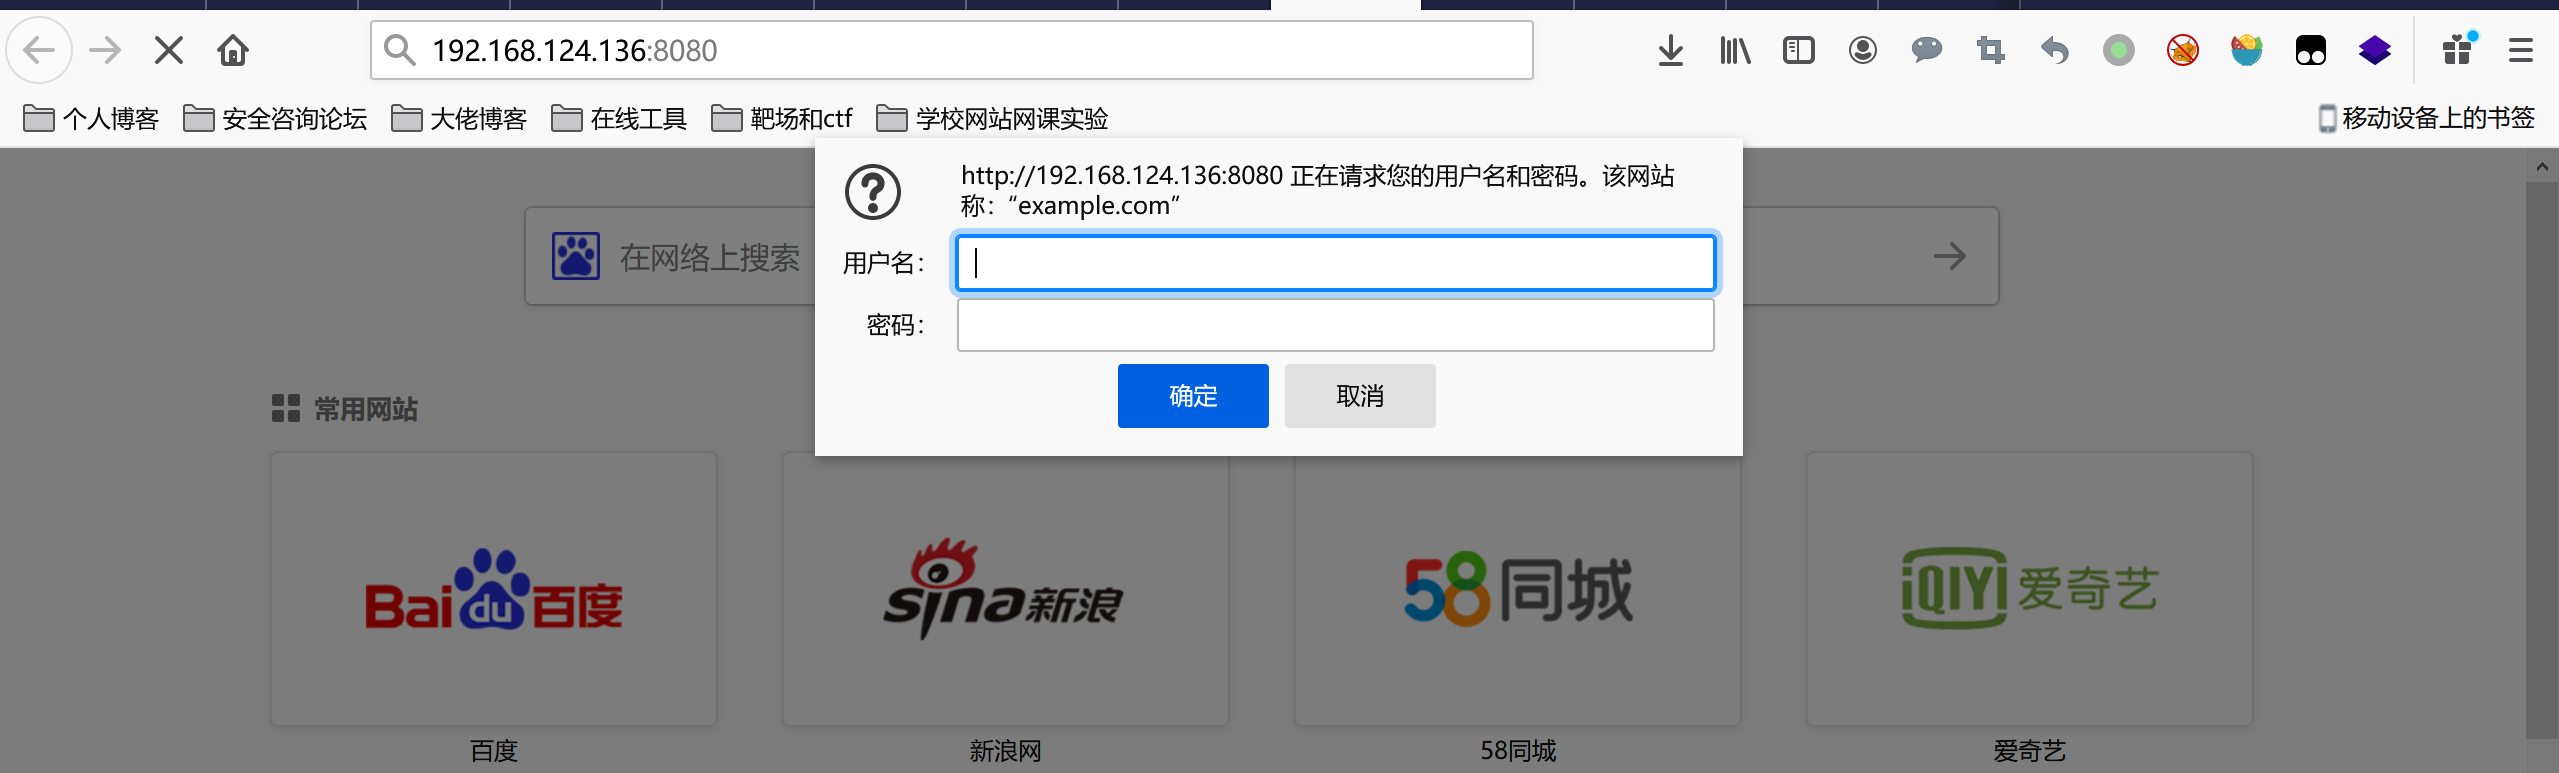 192.168.124.136:8080
个人博客
安全咨询论坛
大佬博客
在线工具
靶场和ctf
学校网站网课实验
移动设备上的书签
http://192.168.124.136:8080 正在请求您的用户名和密码。该网站
称：“example.com”
用户名：
密码：
确定
取消
在网络上搜索
常用网站
Bai du 百度
sina 新浪
58同城
iQIYI 爱奇艺
百度
新浪网
58同城
爱奇艺